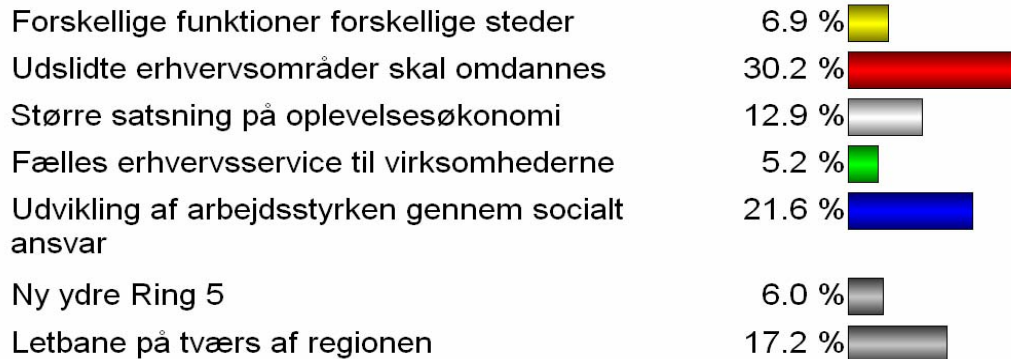 Forskellige funktioner forskellige steder 6.9 %
Udslidte erhvervsområder skal omdannes 30.2 %
Større satsning på oplevelsesøkonomi 12.9 %
Fælles erhvervsservice til virksomhederne 5.2 %
Udvikling af arbejdsstyrken gennem socialt 21.6 %
ansvar
Ny ydre Ring 5 6.0 %
Letbane på tværs af regionen 17.2 %